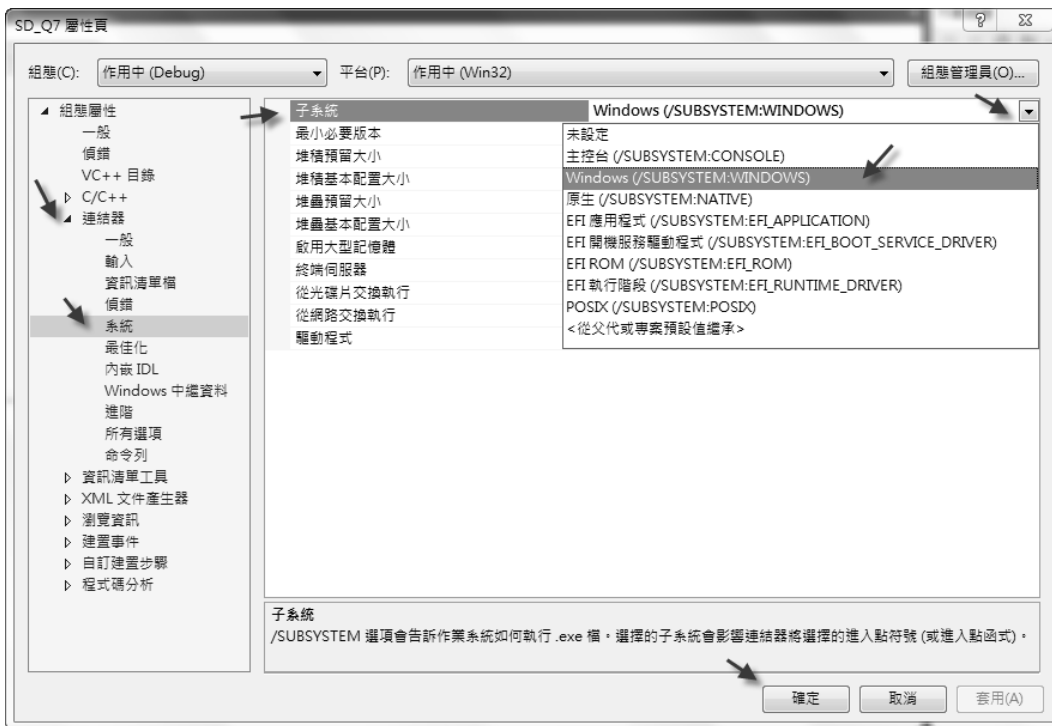 SD_Q7 屬性頁
組態(C): 作用中 (Debug) 平台(P): 作用中 (Win32) 組態管理員(O)...
組態屬性
一般
偵錯
VC++ 目錄
C/C++
連結器
一般
輸入
資訊清單檔
偵錯
系統
最佳化
內嵌 IDL
Windows 中繼資料
進階
所有選項
命令列
資訊清單工具
XML 文件產生器
瀏覽資訊
建置事件
自訂建置步驟
程式碼分析
子系統 Windows (/SUBSYSTEM:WINDOWS)
最小必要版本
堆積預留大小
堆積基本配置大小
堆疊預留大小
堆疊基本配置大小
啟用大型記憶體
終端伺服器
從光碟片交換執行
從網路交換執行
驅動程式
未設定
主控台 (/SUBSYSTEM:CONSOLE)
Windows (/SUBSYSTEM:WINDOWS)
原生 (/SUBSYSTEM:NATIVE)
EFI 應用程式 (/SUBSYSTEM:EFI_APPLICATION)
EFI 開機服務驅動程式 (/SUBSYSTEM:EFI_BOOT_SERVICE_DRIVER)
EFI ROM (/SUBSYSTEM:EFI_ROM)
EFI 執行階段 (/SUBSYSTEM:EFI_RUNTIME_DRIVER)
POSIX (/SUBSYSTEM:POSIX)
<從父代或專案預設值繼承>
子系統
/SUBSYSTEM 選項會告訴作業系統如何執行 .exe 檔。選擇的子系統會影響連結器將選擇的進入點符號 (或進入點函式)。
確定 取消 套用(A)